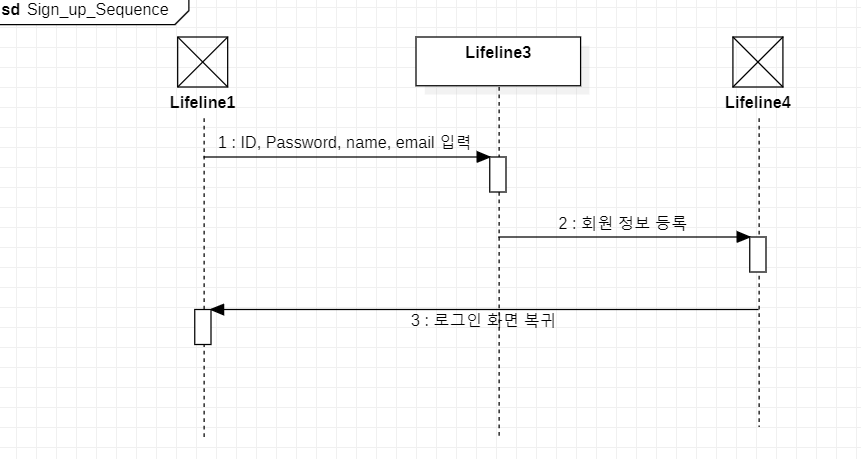 sd Sign_up_Sequence
Lifeline3
Lifeline1
Lifeline4
1 : ID, Password, name, email 입력
2 : 회원 정보 등록
3 : 로그인 화면 복귀